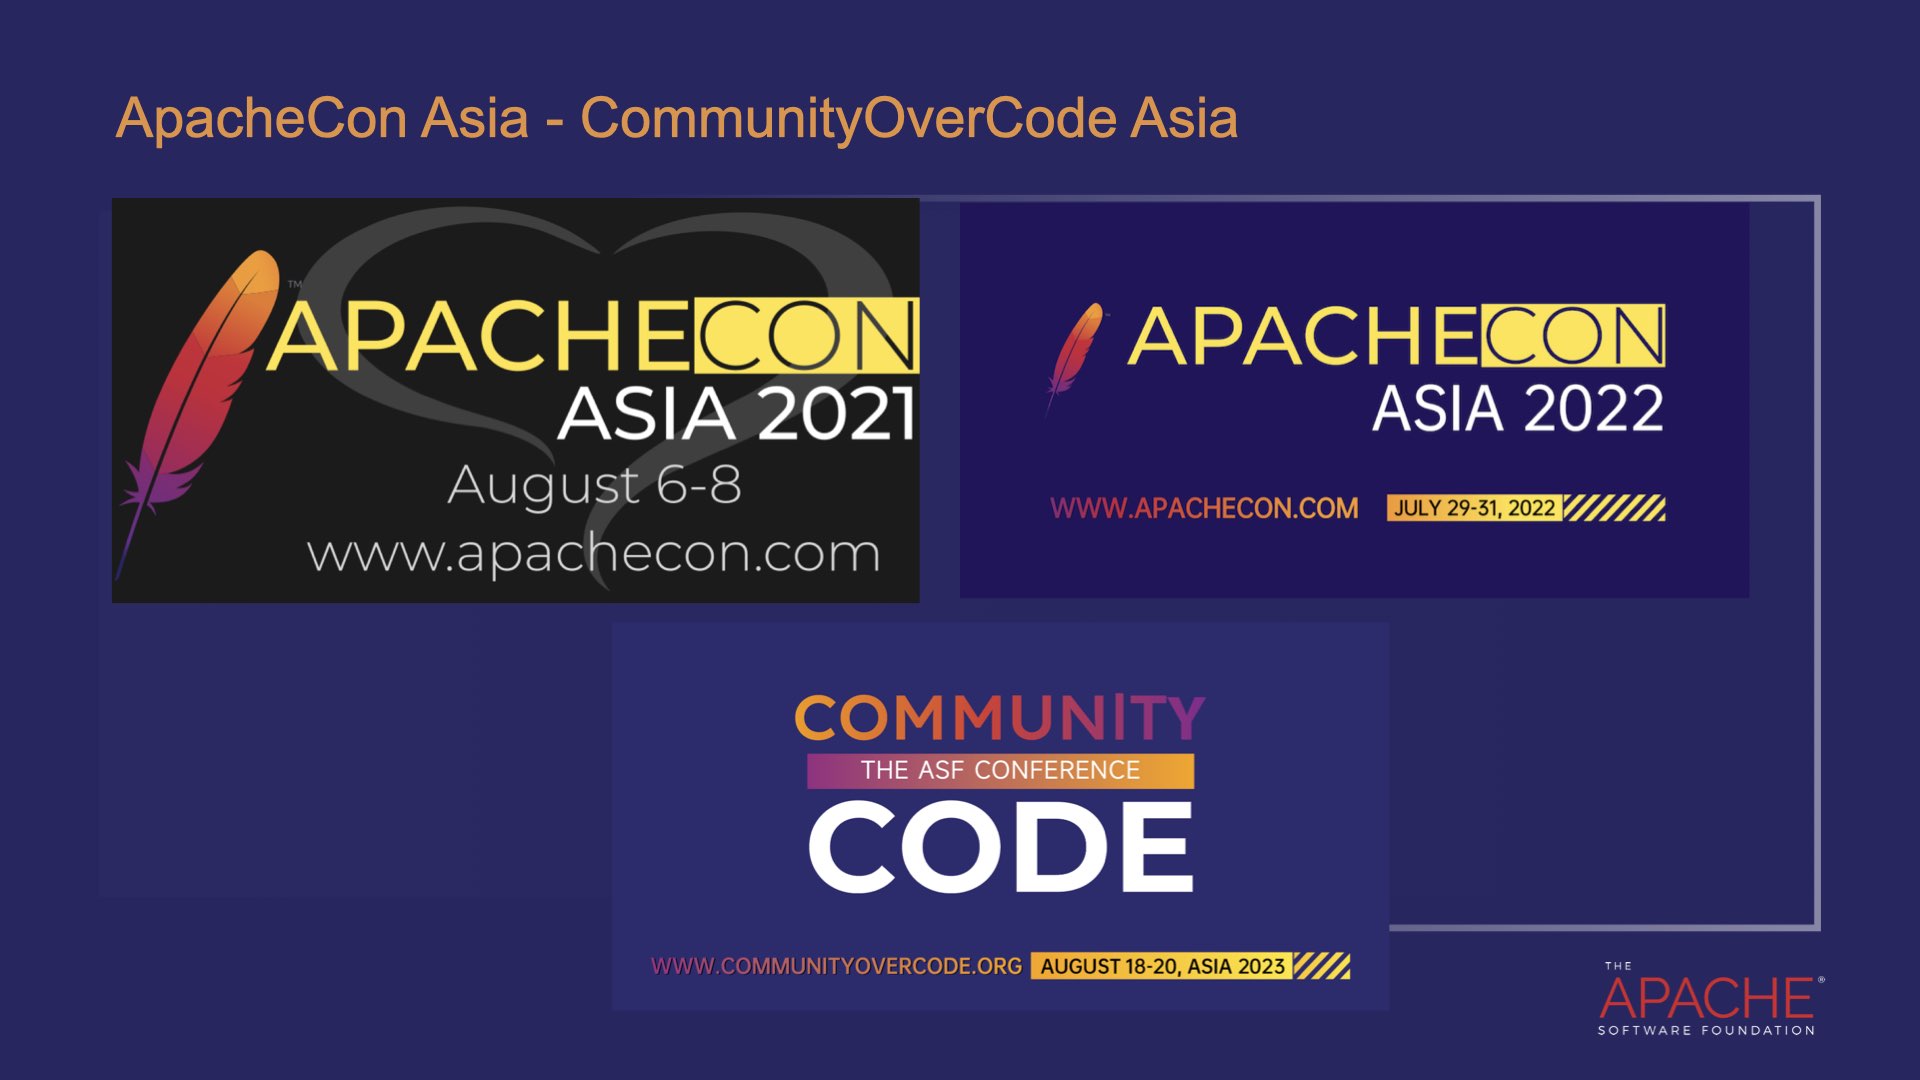 ApacheCon Asia - CommunityOverCode Asia
™
APACHECON
ASIA 2021
August 6-8
www.apachecon.com
APACHECON
ASIA 2022
WWW.APACHECON.COM JULY 29-31, 2022
COMMUNITY
THE ASF CONFERENCE
CODE
WWW.COMMUNITYOVERCODE.ORG AUGUST 18-20, ASIA 2023
THE
APACHE®
SOFTWARE FOUNDATION